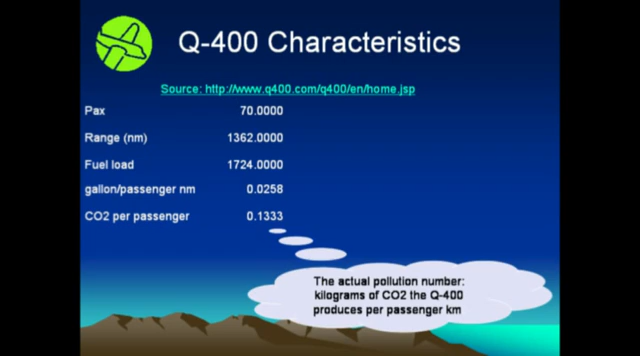 Q-400 Characteristics
Source: http://www.q400.com/q400/en/home.jsp
Pax 70.0000
Range (nm) 1362.0000
Fuel load 1724.0000
gallon/passenger nm 0.0258
CO2 per passenger 0.1333
The actual pollution number:
kilograms of CO2 the Q-400
produces per passenger km